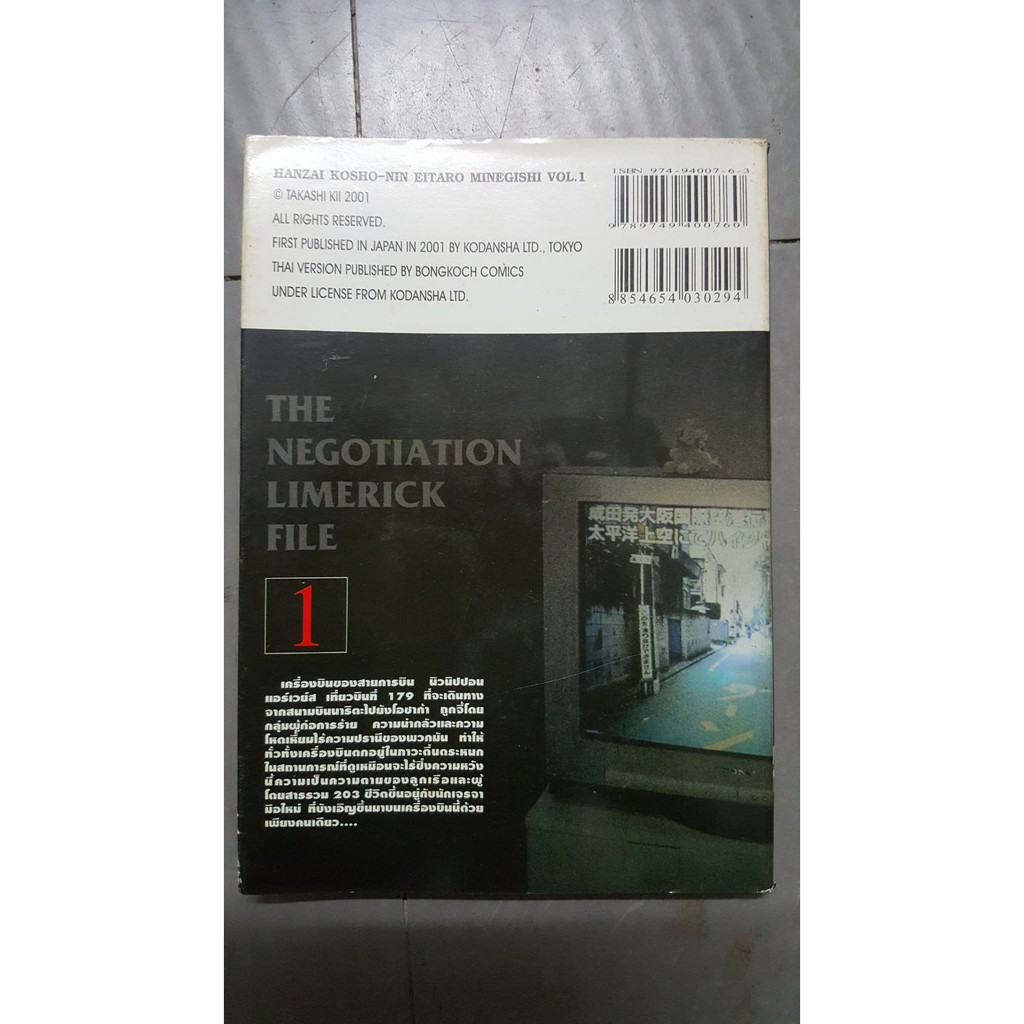 HANZAI KOSHO-NIN EITARO MINEGISHI VOL.1
© TAKASHI KII 2001
ALL RIGHTS RESERVED.
FIRST PUBLISHED IN JAPAN IN 2001 BY KODANSHA LTD., TOKYO
THAI VERSION PUBLISHED BY BONGKOCH COMICS
UNDER LICENSE FROM KODANSHA LTD.
ISBN 974-94007-6-3
9 789749 400760
8 854654 030294
THE
NEGOTIATION
LIMERICK
FILE
1
成田発大阪国際
太平洋上空にてハイ
เครื่องบินของสายการบิน นิวนิปปอน
แอร์เวย์ส เที่ยวบินที่ 179 ที่จะเดินทาง
จากสนามบินนาริตะไปยังโอซาก้า ถูกจี้โดย
กลุ่มผู้ก่อการร้าย ความน่ากลัวและความ
โหดเหี้ยมไร้ความปรานีของพวกมัน ทำให้
ทั่วทั้งเครื่องบินตกอยู่ในภาวะตื่นตระหนก
ในสถานการณ์ที่ดูเหมือนจะไร้ซึ่งความหวัง
นี้ความเป็นความตายของลูกเรือและผู้
โดยสารรวม 203 ชีวิตขึ้นอยู่กับนักเจรจา
มือใหม่ ที่บังเอิญขึ้นมาบนเครื่องบินนี้ด้วย
เพียงคนเดียว....